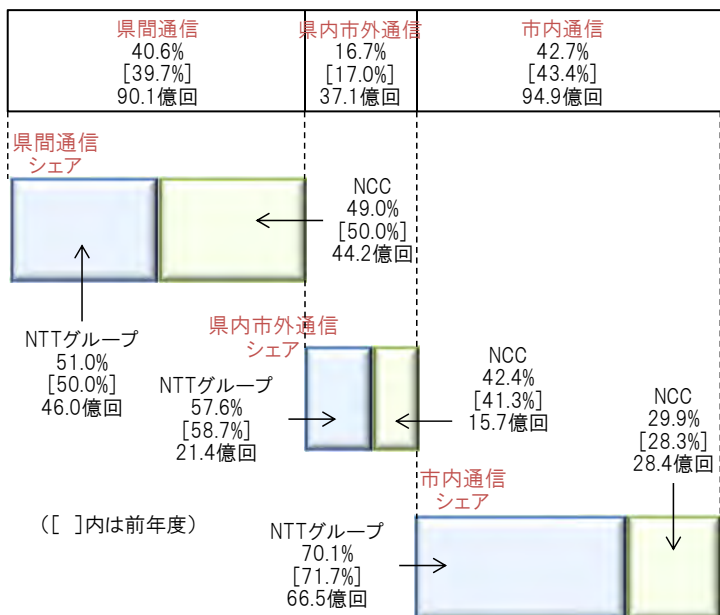 県間通信
40.6%
[39.7%]
90.1億回
県内市外通信
16.7%
[17.0%]
37.1億回
市内通信
42.7%
[43.4%]
94.9億回
県間通信
シェア
NCC
49.0%
[50.0%]
44.2億回
NTTグループ
51.0%
[50.0%]
46.0億回
県内市外通信
シェア
NTTグループ
57.6%
[58.7%]
21.4億回
NCC
42.4%
[41.3%]
15.7億回
NCC
29.9%
[28.3%]
28.4億回
市内通信
シェア
NTTグループ
70.1%
[71.7%]
66.5億回
（[　]内は前年度）